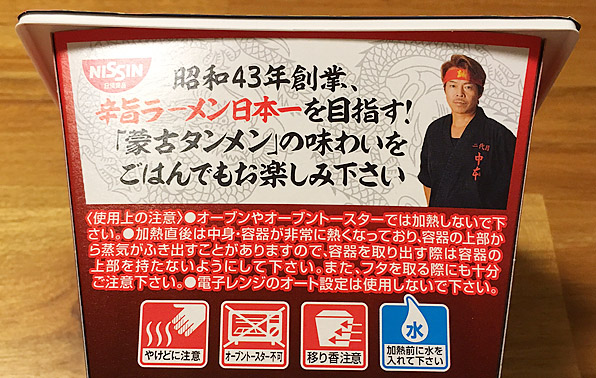 NISSIN
日清食品
昭和43年創業、
辛旨ラーメン日本一を目指す!
「蒙古タンメン」の味わいを
ごはんでもお楽しみ下さい
二代目
中本
〈使用上の注意〉●オーブンやオーブントースターでは加熱しないで下
さい。●加熱直後は中身・容器が非常に熱くなっており、容器の上部か
ら蒸気がふき出すことがありますので、容器を取り出す際は容器の
上部を持たないようにして下さい。また、フタを取る際にも十分
ご注意下さい。●電子レンジのオート設定は使用しないで下さい。
やけどに注意
オーブントースター不可
移り香注意
水
加熱前に水を
入れて下さい